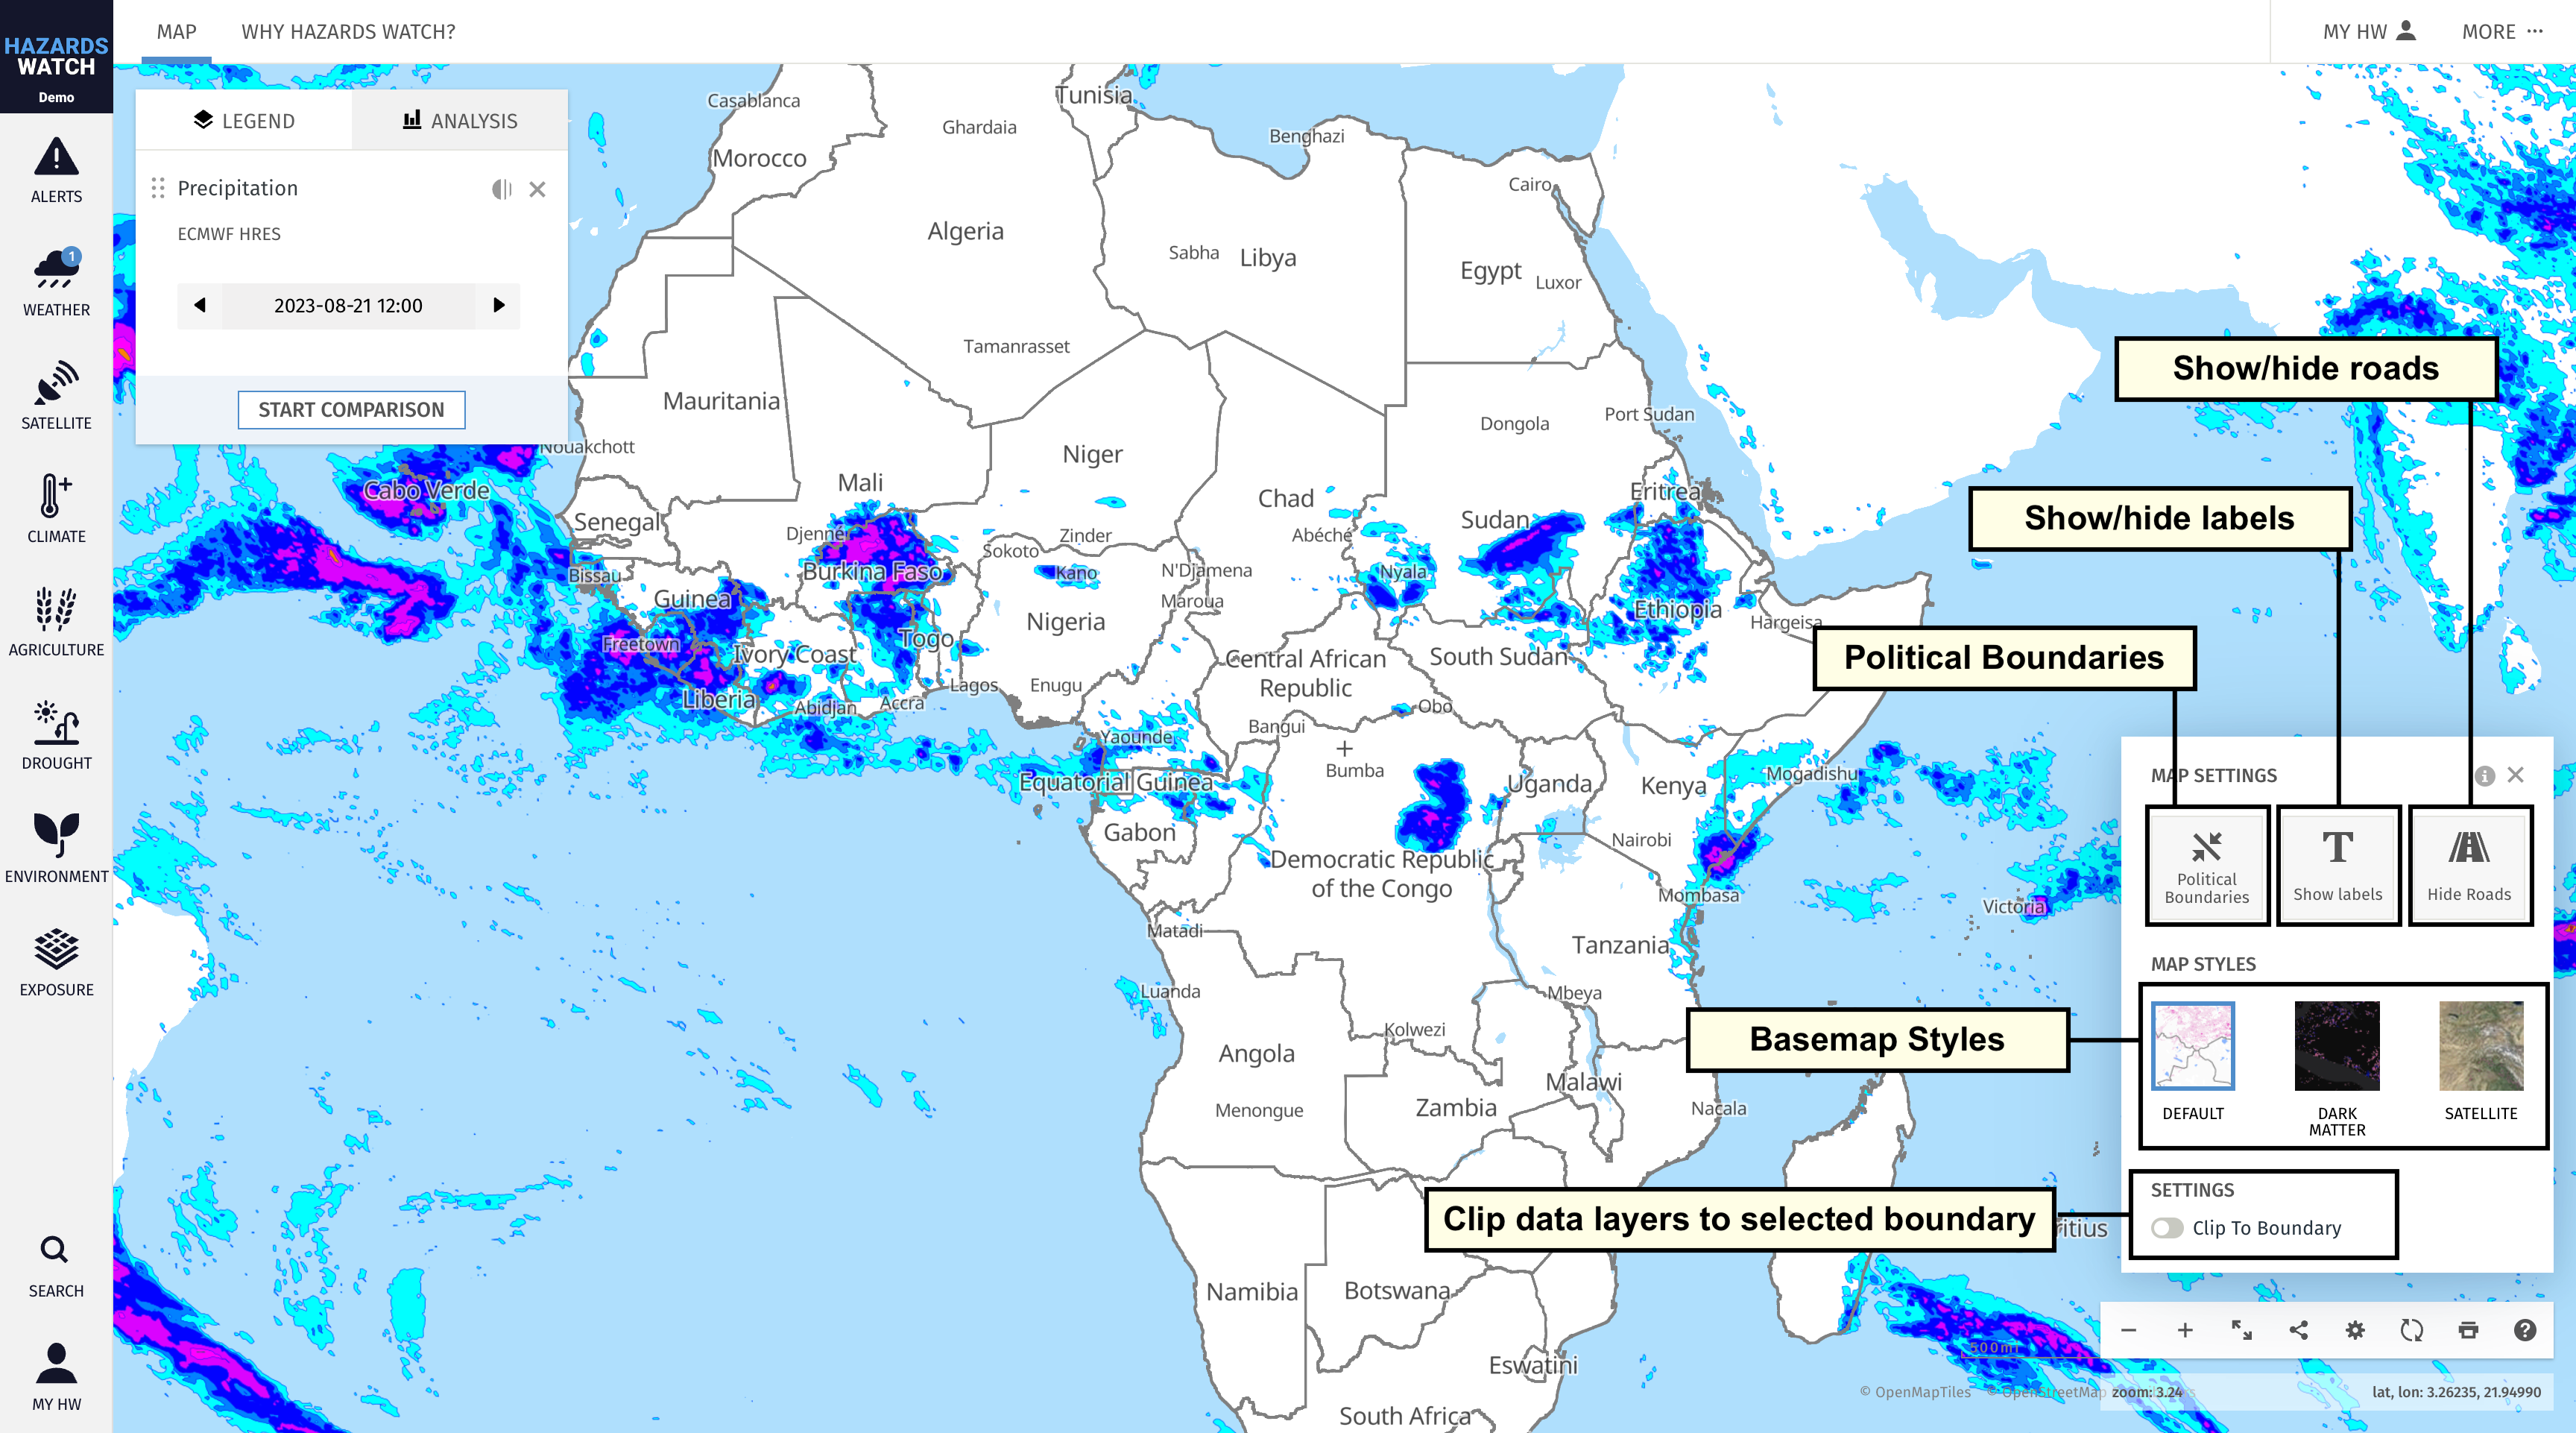 HAZARDS
WATCH
Demo
MAP
WHY HAZARDS WATCH?
MY HW
MORE
ALERTS
1
WEATHER
SATELLITE
CLIMATE
AGRICULTURE
DROUGHT
ENVIRONMENT
EXPOSURE
SEARCH
MY HW
LEGEND
ANALYSIS
Precipitation
ECMWF HRES
2023-08-21 12:00
START COMPARISON
Casablanca
Tunisia
Ghardaia
Benghazi
Morocco
Cairo
Algeria
Sabha
Libya
Egypt
Luxor
Tamanrasset
Mauritania
Port Sudan
Dongola
Nouakchott
Niger
Mali
Cabo Verde
Chad
Eritrea
Senegal
Sudan
Djenné
Zinder
Abéché
Sokoto
Burkina Faso
Kano
N'Djamena
Nyala
Bissau
Guinea
Maroua
Ethiopia
Nigeria
Hargeisa
Freetown
Togo
Ivory Coast
Central African
Republic
South Sudan
Lagos
Enugu
Liberia
Abidjan
Accra
Obo
Bangui
Yaounde
Bumba
Mogadishu
Equatorial Guinea
Uganda
Kenya
Gabon
Nairobi
Democratic Republic
of the Congo
Mombasa
Victoria
Matadi
Tanzania
Luanda
Mbeya
Kolwezi
Angola
Malawi
Menongue
Zambia
Nacala
ritius
Namibia
Botswana
Eswatini
South Africa
Show/hide roads
Show/hide labels
Political Boundaries
Basemap Styles
Clip data layers to selected boundary
MAP SETTINGS
Political
Boundaries
Show labels
Hide Roads
MAP STYLES
DEFAULT
DARK
MATTER
SATELLITE
SETTINGS
Clip To Boundary
500mi
© OpenMapTiles © OpenStreetMap
zoom: 3.24
lat, lon: 3.26235, 21.94990